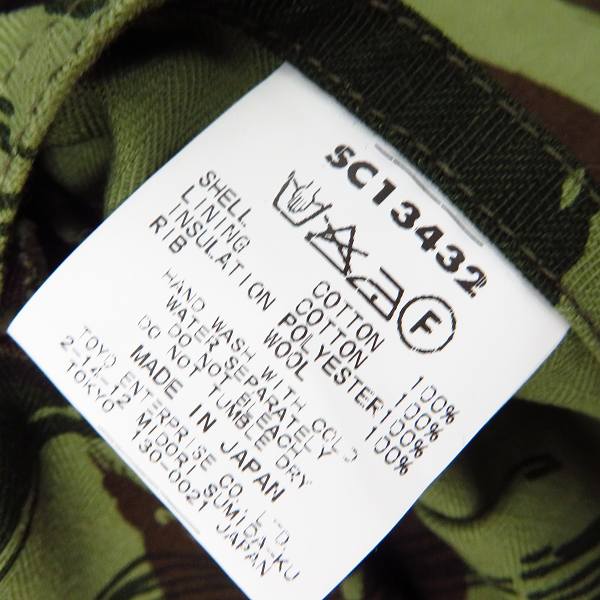 SC13432
F
SHELL COTTON 100%
LINING COTTON 100%
INSULATION POLYESTER 100%
RIB WOOL 100%
HAND WASH WITH COLD
WATER SEPARATELY
DO NOT BLEACH
DO NOT TUMBLE DRY
MADE IN JAPAN
TOYO ENTERPRISE CO. LTD.
2-14-12 MIDORI SUMIDA-KU
TOKYO 130-0021 JAPAN